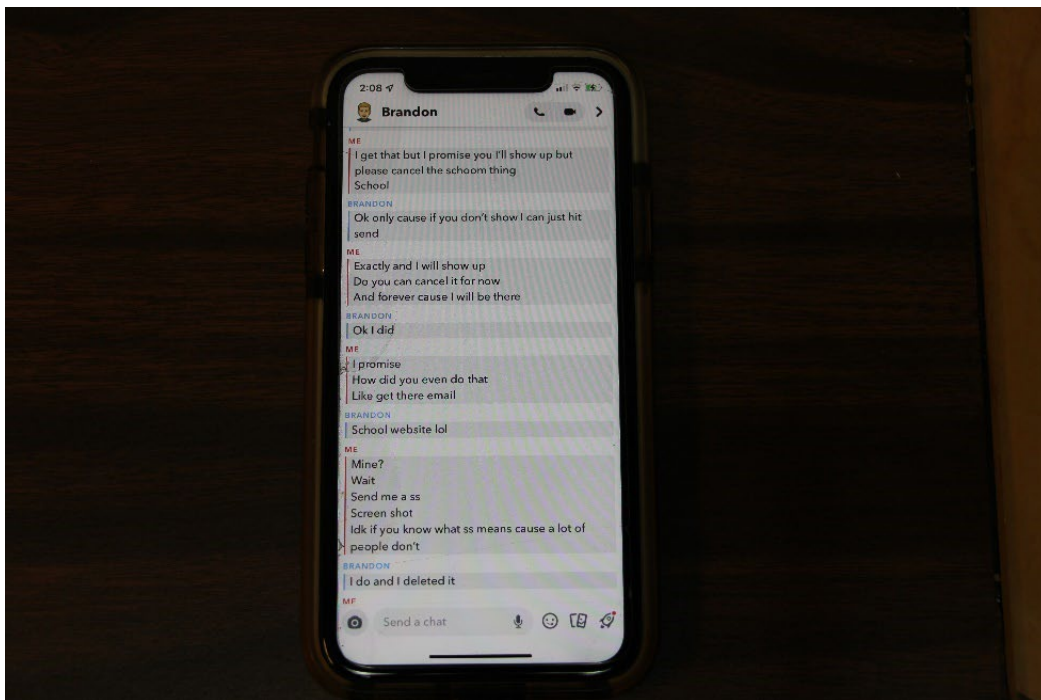 2:08
Brandon
ME
I get that but I promise you I'll show up but
please cancel the schoom thing
School
BRANDON
Ok only cause if you don't show I can just hit
send
ME
Exactly and I will show up
Do you can cancel it for now
And forever cause I will be there
BRANDON
Ok I did
ME
I promise
How did you even do that
Like get there email
BRANDON
School website lol
ME
Mine?
Wait
Send me a ss
Screen shot
Idk if you know what ss means cause a lot of
people don't
BRANDON
I do and I deleted it
ME
Send a chat